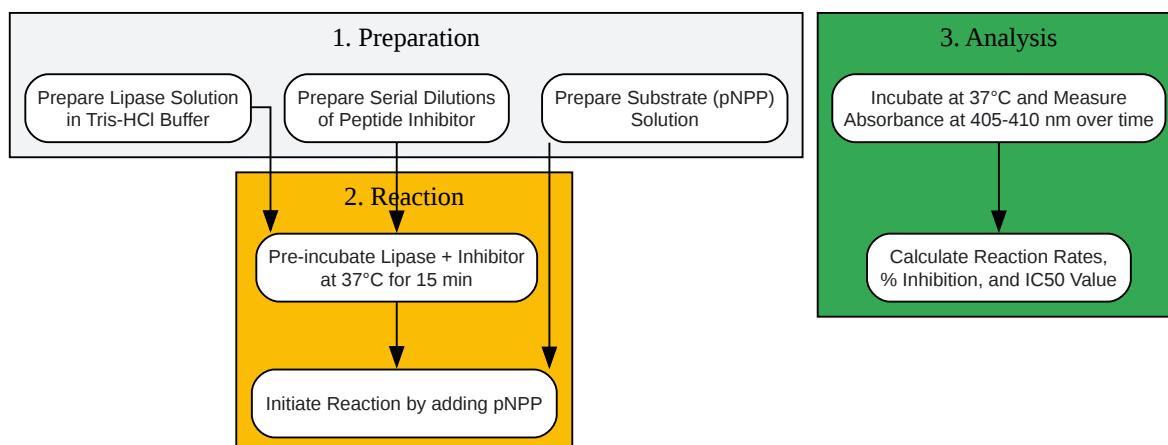 1. Preparation
Prepare Lipase Solution
in Tris-HCl Buffer
Prepare Serial Dilutions
of Peptide Inhibitor
Prepare Substrate (pNPP)
Solution
2. Reaction
Pre-incubate Lipase + Inhibitor
at 37°C for 15 min
Initiate Reaction by adding pNPP
3. Analysis
Incubate at 37°C and Measure
Absorbance at 405-410 nm over time
Calculate Reaction Rates,
% Inhibition, and IC50 Value